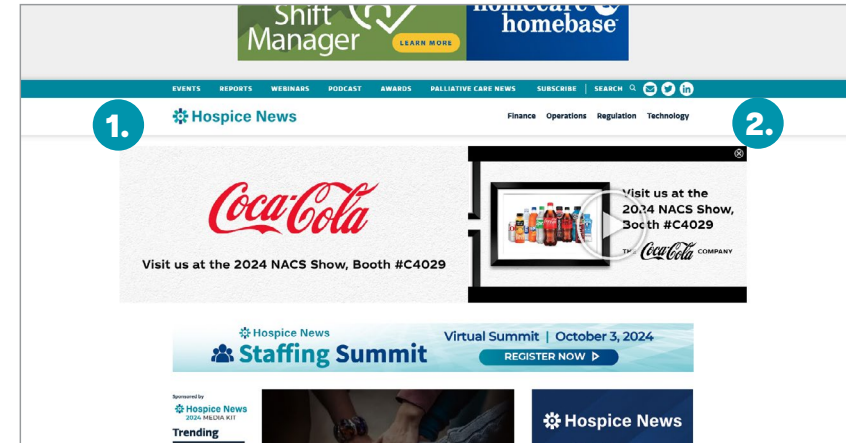 Shift
Manager
LEARN MORE
homecare
homebase
EVENTS REPORTS WEBINARS PODCAST AWARDS PALLIATIVE CARE NEWS SUBSCRIBE | SEARCH
1.
Hospice News
Finance Operations Regulation Technology
2.
Coca-Cola
Visit us at the 2024 NACS Show, Booth #C4029
Visit us at the
2024 NACS Show,
Booth #C4029
THE Coca-Cola COMPANY
Hospice News
Staffing Summit
Virtual Summit | October 3, 2024
REGISTER NOW
Sponsored by
Hospice News
2024 MEDIA KIT
Trending
Hospice News